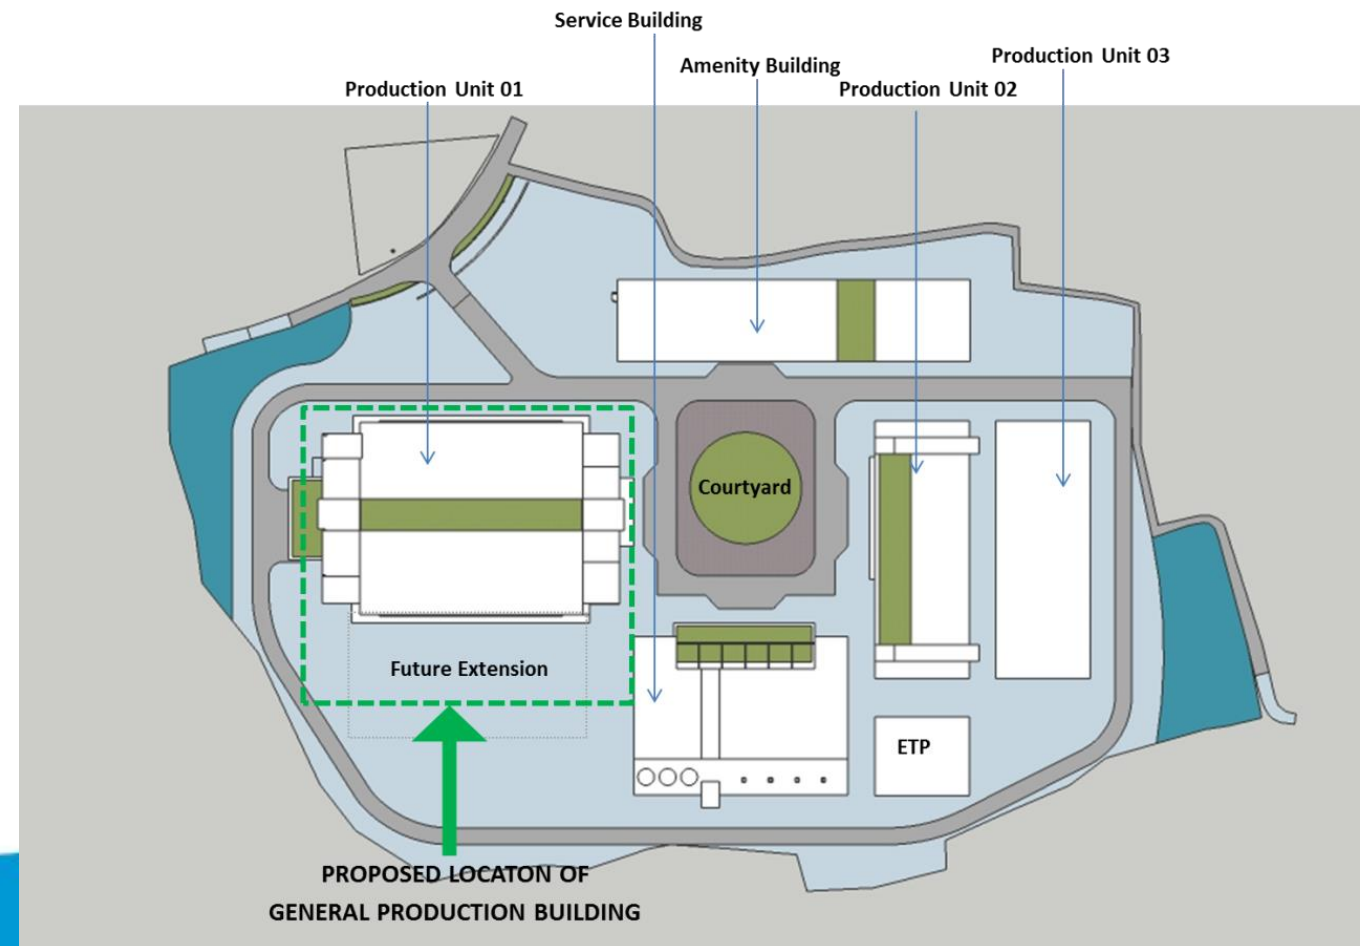 Service Building
Amenity Building
Production Unit 03
Production Unit 01
Production Unit 02
Courtyard
Future Extension
ETP
PROPOSED LOCATON OF
GENERAL PRODUCTION BUILDING